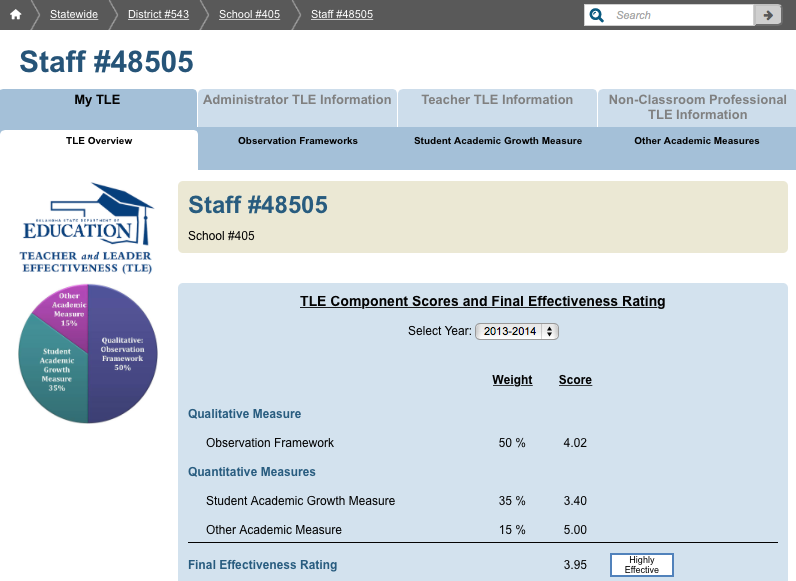 Statewide District #543 School #405 Staff #48505 Search
Staff #48505
My TLE Administrator TLE Information Teacher TLE Information Non-Classroom Professional
TLE Information
TLE Overview Observation Frameworks Student Academic Growth Measure Other Academic Measures
OKLAHOMA STATE DEPARTMENT OF
EDUCATION
TEACHER and LEADER
EFFECTIVENESS (TLE)
Other
Academic
Measure
15%
Qualitative:
Observation
Framework
50%
Student
Academic
Growth
Measure
35%
Staff #48505
School #405
TLE Component Scores and Final Effectiveness Rating
Select Year: 2013-2014
Weight Score
Qualitative Measure
Observation Framework 50 % 4.02
Quantitative Measures
Student Academic Growth Measure 35 % 3.40
Other Academic Measure 15 % 5.00
Final Effectiveness Rating 3.95 Highly
Effective